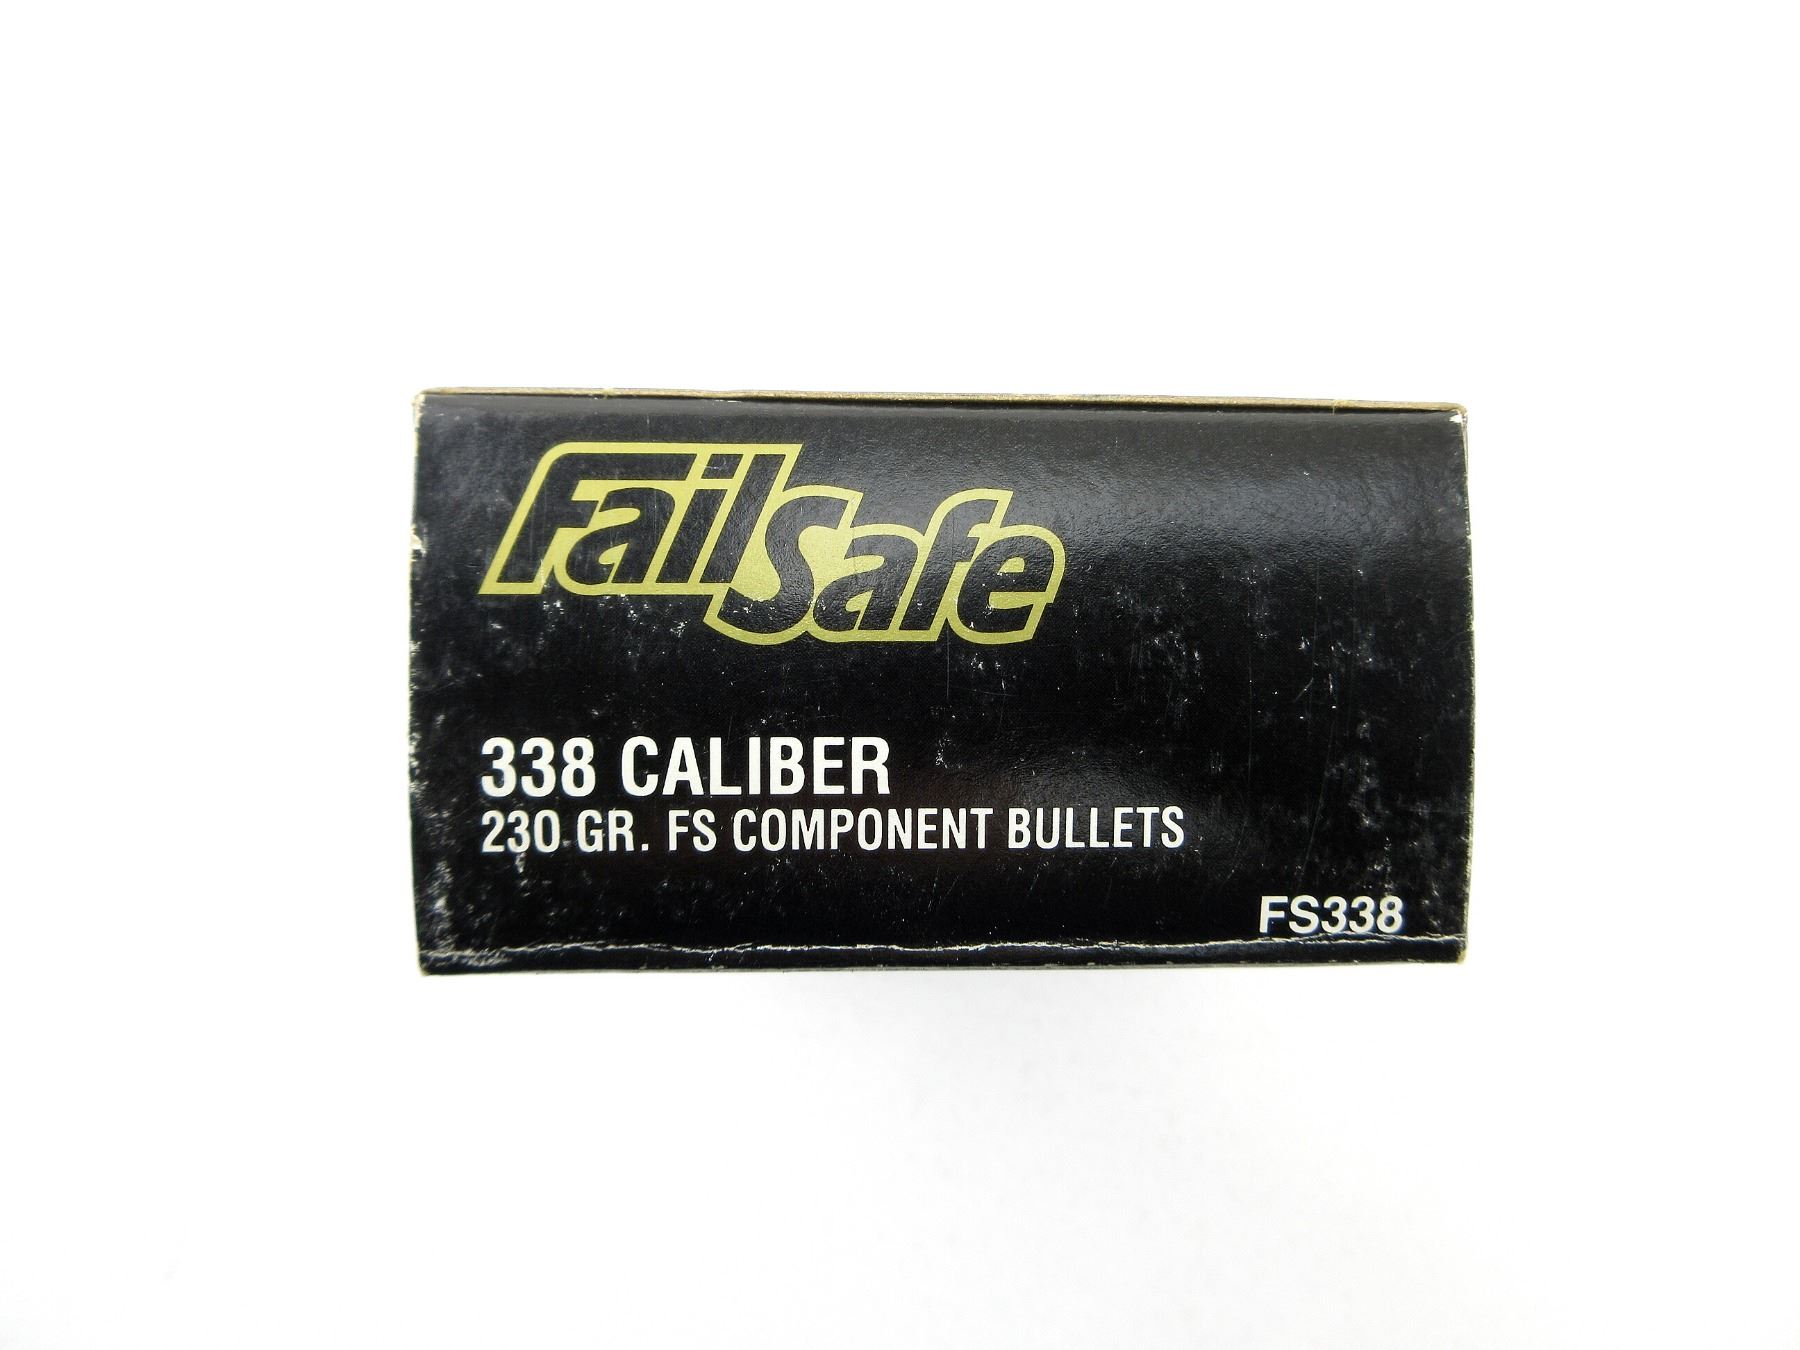 FailSafe
338 CALIBER
230 GR. FS COMPONENT BULLETS
FS338